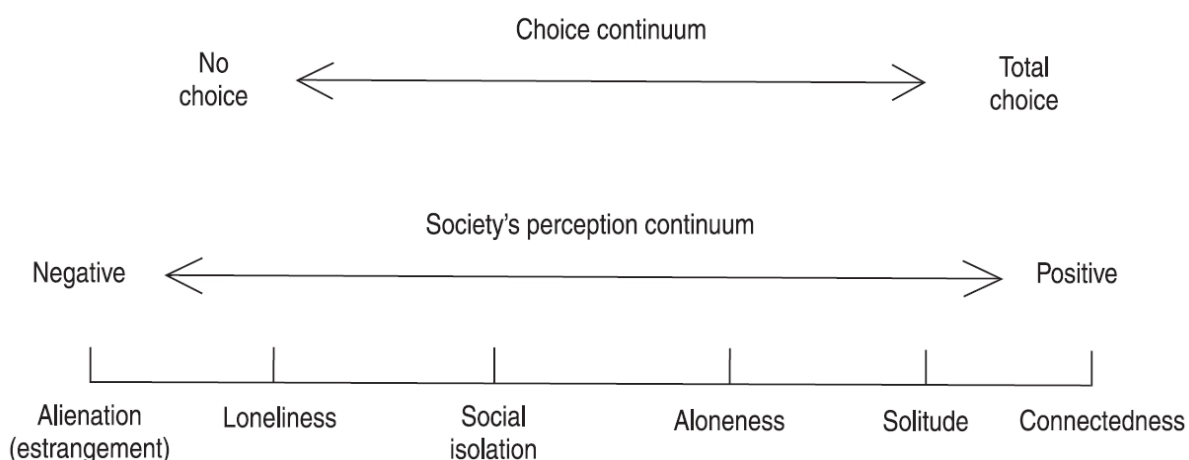 Choice continuum
No
choice
Total
choice
Society's perception continuum
Negative
Positive
Alienation
(estrangement)
Loneliness
Social
isolation
Aloneness
Solitude
Connectedness